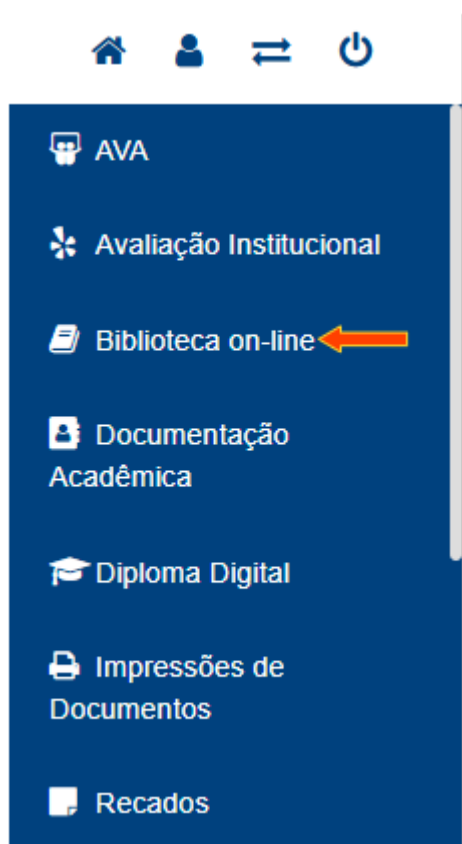 AVA
Avaliação Institucional
Biblioteca on-line
Documentação
Acadêmica
Diploma Digital
Impressões de
Documentos
Recados